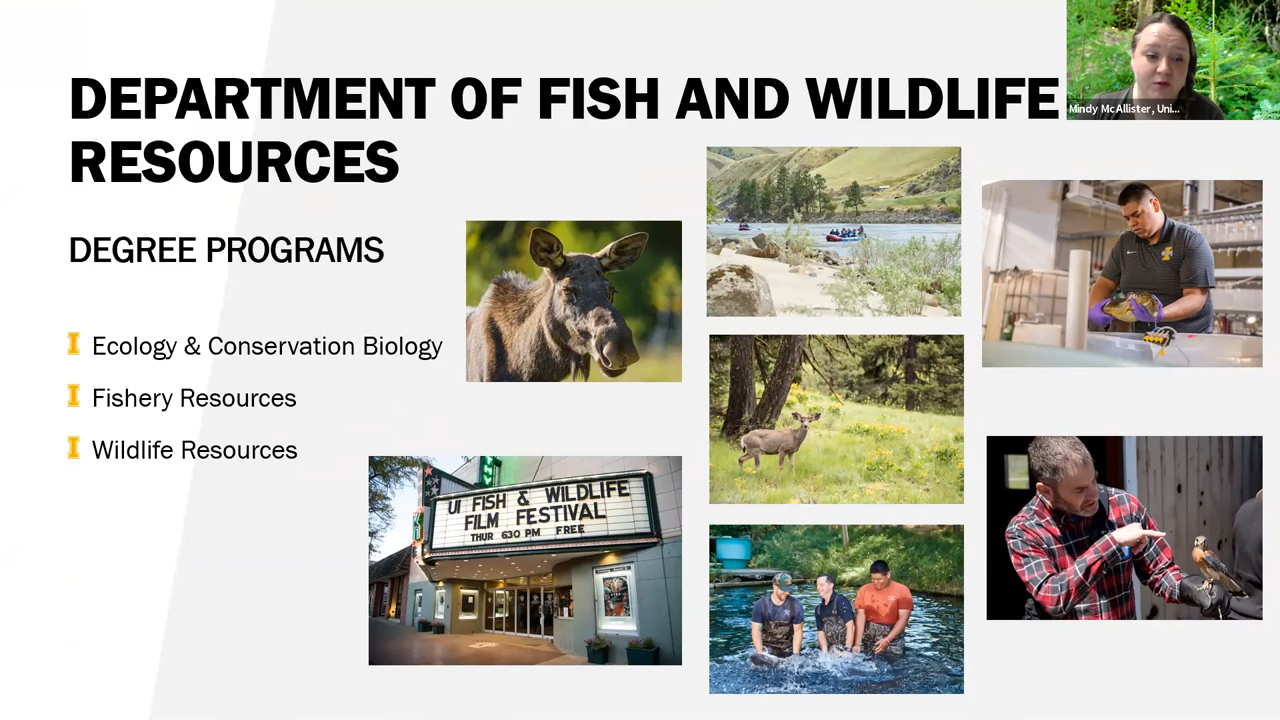 DEPARTMENT OF FISH AND WILDLIFE
RESOURCES
Mindy McAllister, Uni...
DEGREE PROGRAMS
Ecology & Conservation Biology
Fishery Resources
Wildlife Resources
UI FISH & WILDLIFE
FILM FESTIVAL
THUR 630 PM FREE